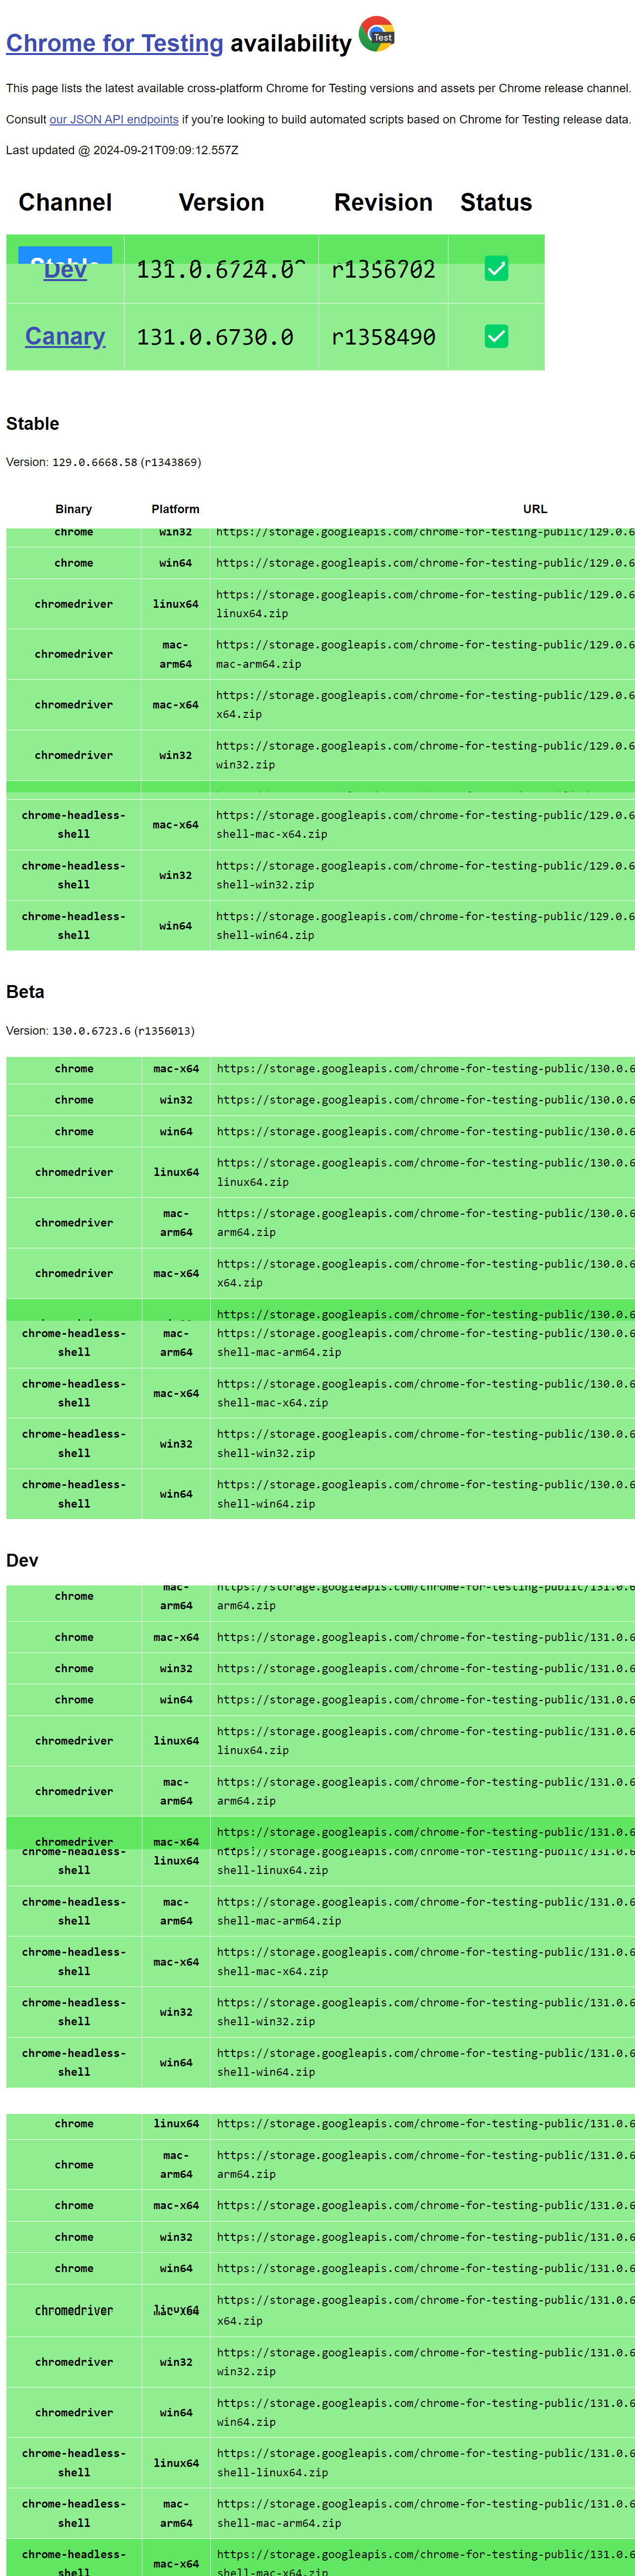 Chrome for Testing availability Test
This page lists the latest available cross-platform Chrome for Testing versions and assets per Chrome release channel.
Consult our JSON API endpoints if you’re looking to build automated scripts based on Chrome for Testing release data.
Last updated @ 2024-09-21T09:09:12.557Z
Channel Version Revision Status
Dev 131.0.6724.0 r1356702 ✅
Canary 131.0.6730.0 r1358490 ✅
Stable
Version: 129.0.6668.58 (r1343869)
Binary Platform URL
chrome win32 https://storage.googleapis.com/chrome-for-testing-public/129.0.6
chrome win64 https://storage.googleapis.com/chrome-for-testing-public/129.0.6
chromedriver linux64 https://storage.googleapis.com/chrome-for-testing-public/129.0.6
linux64.zip
chromedriver mac-arm64 https://storage.googleapis.com/chrome-for-testing-public/129.0.6
mac-arm64.zip
chromedriver mac-x64 https://storage.googleapis.com/chrome-for-testing-public/129.0.6
x64.zip
chromedriver win32 https://storage.googleapis.com/chrome-for-testing-public/129.0.6
win32.zip
chrome-headless-shell mac-x64 https://storage.googleapis.com/chrome-for-testing-public/129.0.6
shell-mac-x64.zip
chrome-headless-shell win32 https://storage.googleapis.com/chrome-for-testing-public/129.0.6
shell-win32.zip
chrome-headless-shell win64 https://storage.googleapis.com/chrome-for-testing-public/129.0.6
shell-win64.zip
Beta
Version: 130.0.6723.6 (r1356013)
chrome mac-x64 https://storage.googleapis.com/chrome-for-testing-public/130.0.6
chrome win32 https://storage.googleapis.com/chrome-for-testing-public/130.0.6
chrome win64 https://storage.googleapis.com/chrome-for-testing-public/130.0.6
chromedriver linux64 https://storage.googleapis.com/chrome-for-testing-public/130.0.6
linux64.zip
chromedriver mac-arm64 https://storage.googleapis.com/chrome-for-testing-public/130.0.6
arm64.zip
chromedriver mac-x64 https://storage.googleapis.com/chrome-for-testing-public/130.0.6
x64.zip
https://storage.googleapis.com/chrome-for-testing-public/130.0.6
chrome-headless-shell mac-arm64 https://storage.googleapis.com/chrome-for-testing-public/130.0.6
shell-mac-arm64.zip
chrome-headless-shell mac-x64 https://storage.googleapis.com/chrome-for-testing-public/130.0.6
shell-mac-x64.zip
chrome-headless-shell win32 https://storage.googleapis.com/chrome-for-testing-public/130.0.6
shell-win32.zip
chrome-headless-shell win64 https://storage.googleapis.com/chrome-for-testing-public/130.0.6
shell-win64.zip
Dev
chrome mac-arm64 https://storage.googleapis.com/chrome-for-testing-public/131.0.6
arm64.zip
chrome mac-x64 https://storage.googleapis.com/chrome-for-testing-public/131.0.6
chrome win32 https://storage.googleapis.com/chrome-for-testing-public/131.0.6
chrome win64 https://storage.googleapis.com/chrome-for-testing-public/131.0.6
chromedriver linux64 https://storage.googleapis.com/chrome-for-testing-public/131.0.6
linux64.zip
chromedriver mac-arm64 https://storage.googleapis.com/chrome-for-testing-public/131.0.6
arm64.zip
chromedriver mac-x64 https://storage.googleapis.com/chrome-for-testing-public/131.0.6
chrome-headless-shell linux64 https://storage.googleapis.com/chrome-for-testing-public/131.0.6
shell-linux64.zip
chrome-headless-shell mac-arm64 https://storage.googleapis.com/chrome-for-testing-public/131.0.6
shell-mac-arm64.zip
chrome-headless-shell mac-x64 https://storage.googleapis.com/chrome-for-testing-public/131.0.6
shell-mac-x64.zip
chrome-headless-shell win32 https://storage.googleapis.com/chrome-for-testing-public/131.0.6
shell-win32.zip
chrome-headless-shell win64 https://storage.googleapis.com/chrome-for-testing-public/131.0.6
shell-win64.zip
chrome linux64 https://storage.googleapis.com/chrome-for-testing-public/131.0.6
chrome mac-arm64 https://storage.googleapis.com/chrome-for-testing-public/131.0.6
arm64.zip
chrome mac-x64 https://storage.googleapis.com/chrome-for-testing-public/131.0.6
chrome win32 https://storage.googleapis.com/chrome-for-testing-public/131.0.6
chrome win64 https://storage.googleapis.com/chrome-for-testing-public/131.0.6
chromedriver https://storage.googleapis.com/chrome-for-testing-public/131.0.6
x64.zip
chromedriver win32 https://storage.googleapis.com/chrome-for-testing-public/131.0.6
win32.zip
chromedriver win64 https://storage.googleapis.com/chrome-for-testing-public/131.0.6
win64.zip
chrome-headless-shell linux64 https://storage.googleapis.com/chrome-for-testing-public/131.0.6
shell-linux64.zip
chrome-headless-shell mac-arm64 https://storage.googleapis.com/chrome-for-testing-public/131.0.6
shell-mac-arm64.zip
chrome-headless-shell mac-x64 https://storage.googleapis.com/chrome-for-testing-public/131.0.6
shell-mac-x64.zip